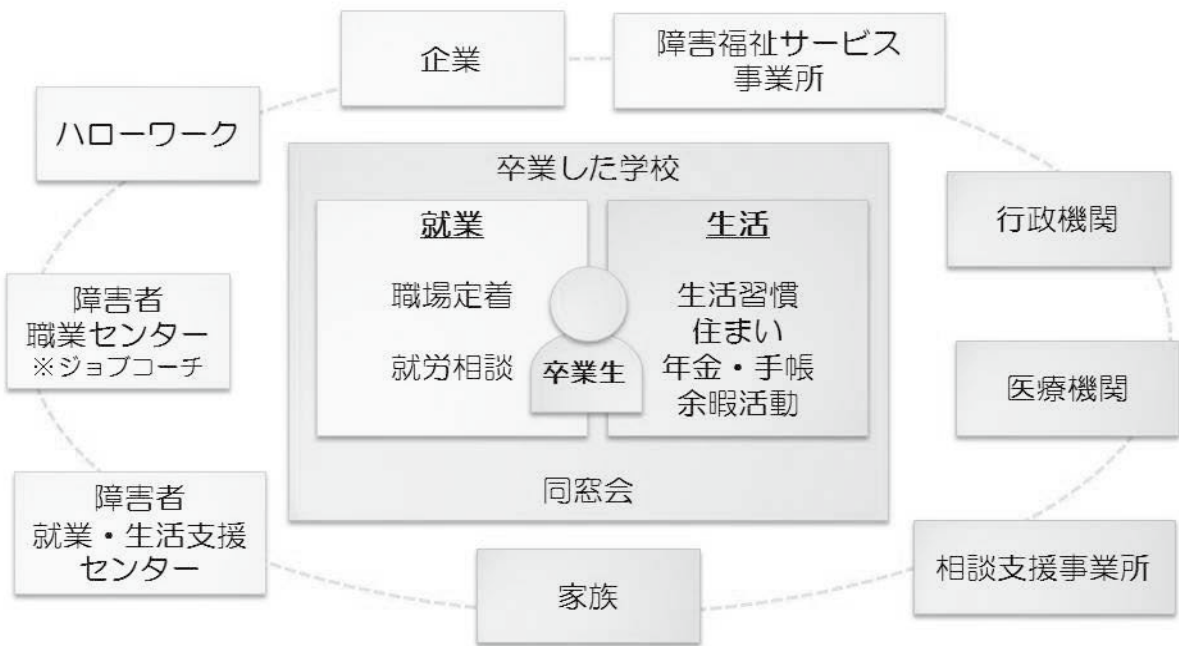 企業
障害福祉サービス
事業所
ハローワーク
卒業した学校
行政機関
就業
生活
職場定着
就労相談
卒業生
生活習慣
住まい
年金・手帳
余暇活動
障害者
職業センター
※ジョブコーチ
医療機関
同窓会
障害者
就業・生活支援
センター
家族
相談支援事業所